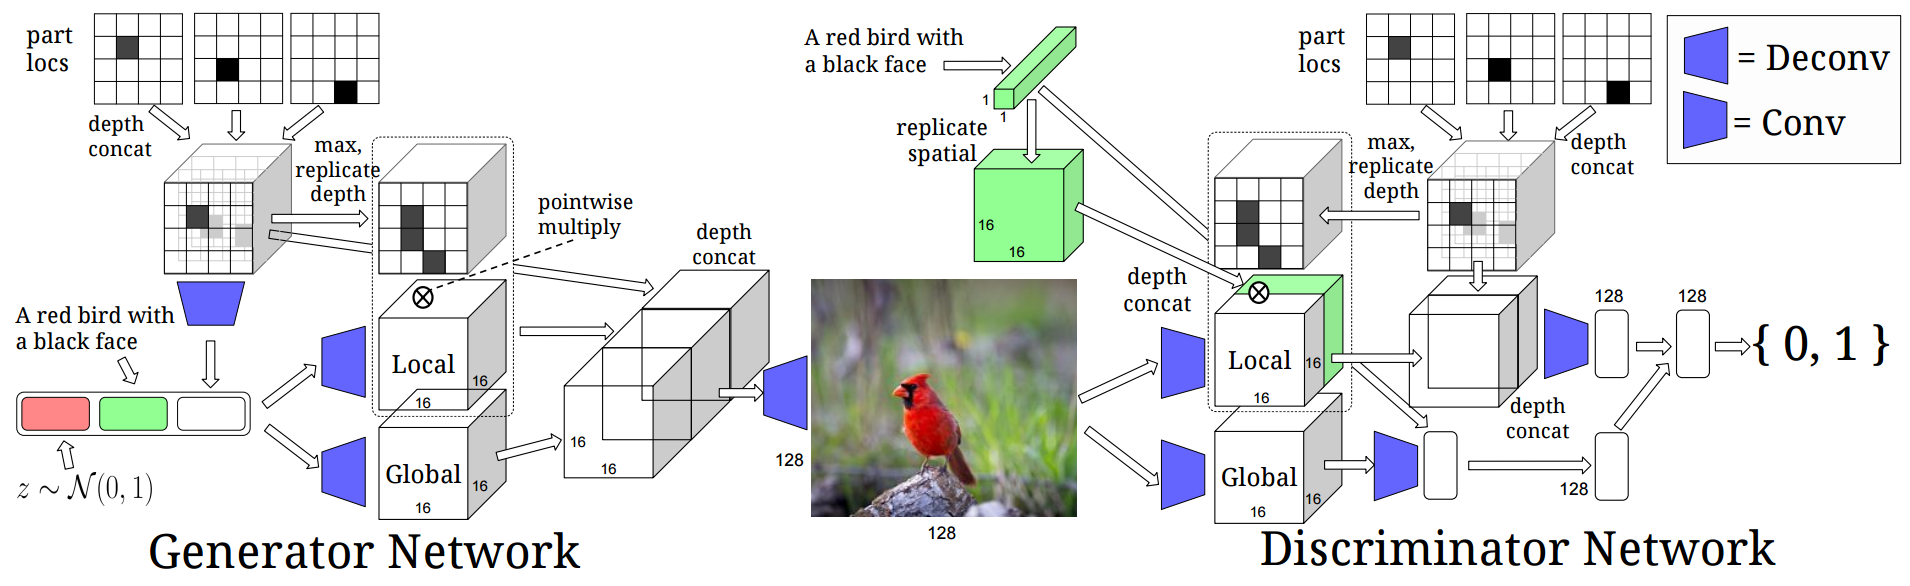 part
locs
depth
concat
max,
replicate
depth
pointwise
multiply
depth
concat
A red bird with
a black face
z ∼ 𝒩(0, 1)
Local
16
16
Global
16
16
16
16
128
128
Generator Network
A red bird with
a black face
1
1
replicate
spatial
16
16
part
locs
max,
replicate
depth
depth
concat
depth
concat
Local
16
16
Global
16
16
depth
concat
128
128
128
{ 0, 1 }
= Deconv
= Conv
Discriminator Network